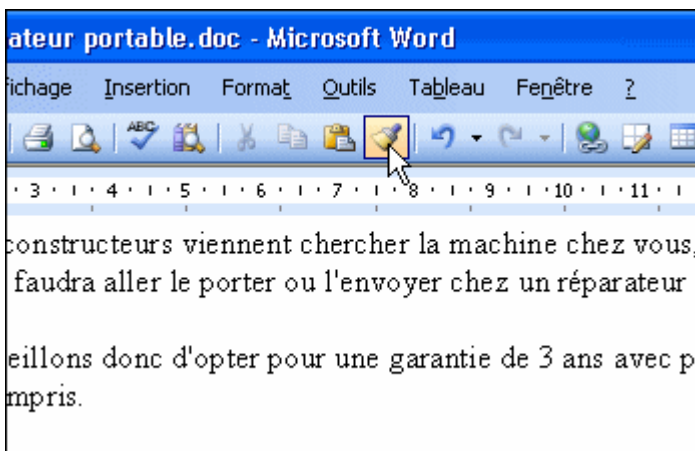 ateur portable.doc - Microsoft Word
ichage Insertion Format Outils Tableau Fenêtre ?
ABC
3 4 5 6 7 8 9 10 11
constructeurs viennent chercher la machine chez vous,
faudra aller le porter ou l'envoyer chez un réparateur
eillons donc d'opter pour une garantie de 3 ans avec p
mpris.